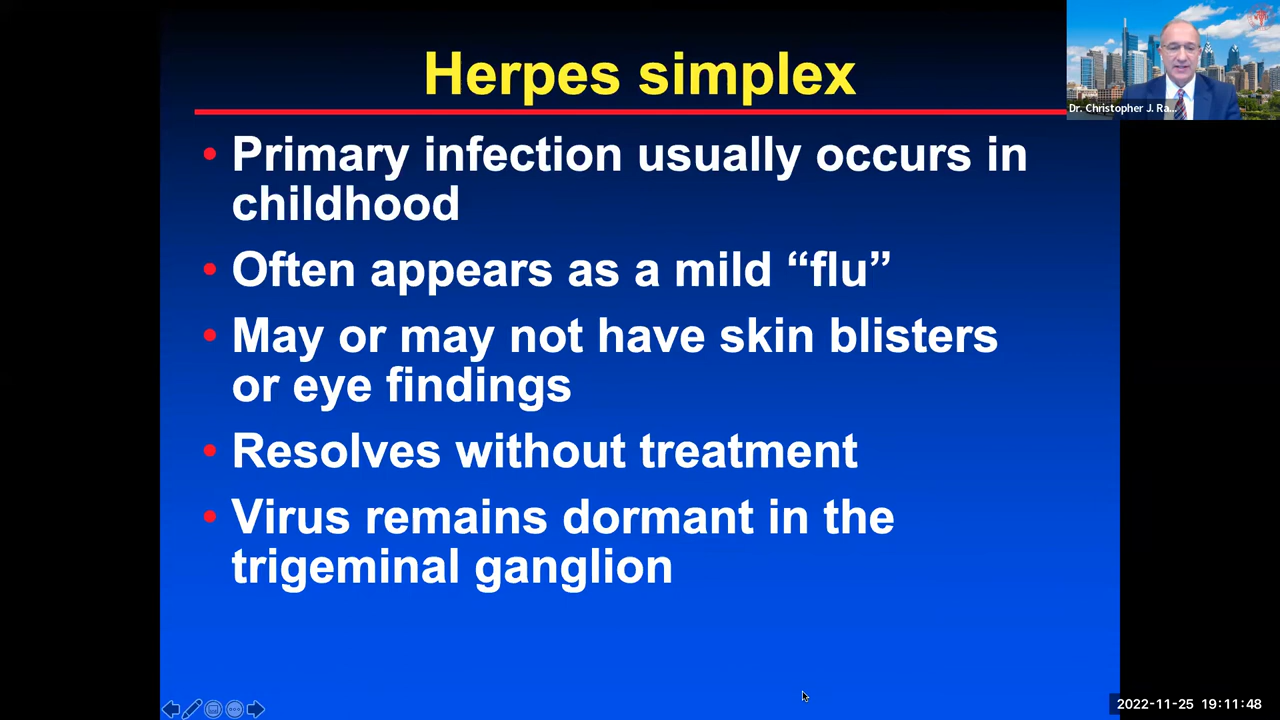 Herpes simplex
Dr. Christopher J. Ra...
• Primary infection usually occurs in
childhood
• Often appears as a mild “flu”
• May or may not have skin blisters
or eye findings
• Resolves without treatment
• Virus remains dormant in the
trigeminal ganglion
2022-11-25 19:11:48